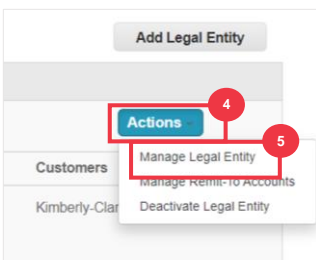 Add Legal Entity
4
Actions
5
Manage Legal Entity
Customers
Manage Remit-To Accounts
Kimberly-Clar
Deactivate Legal Entity